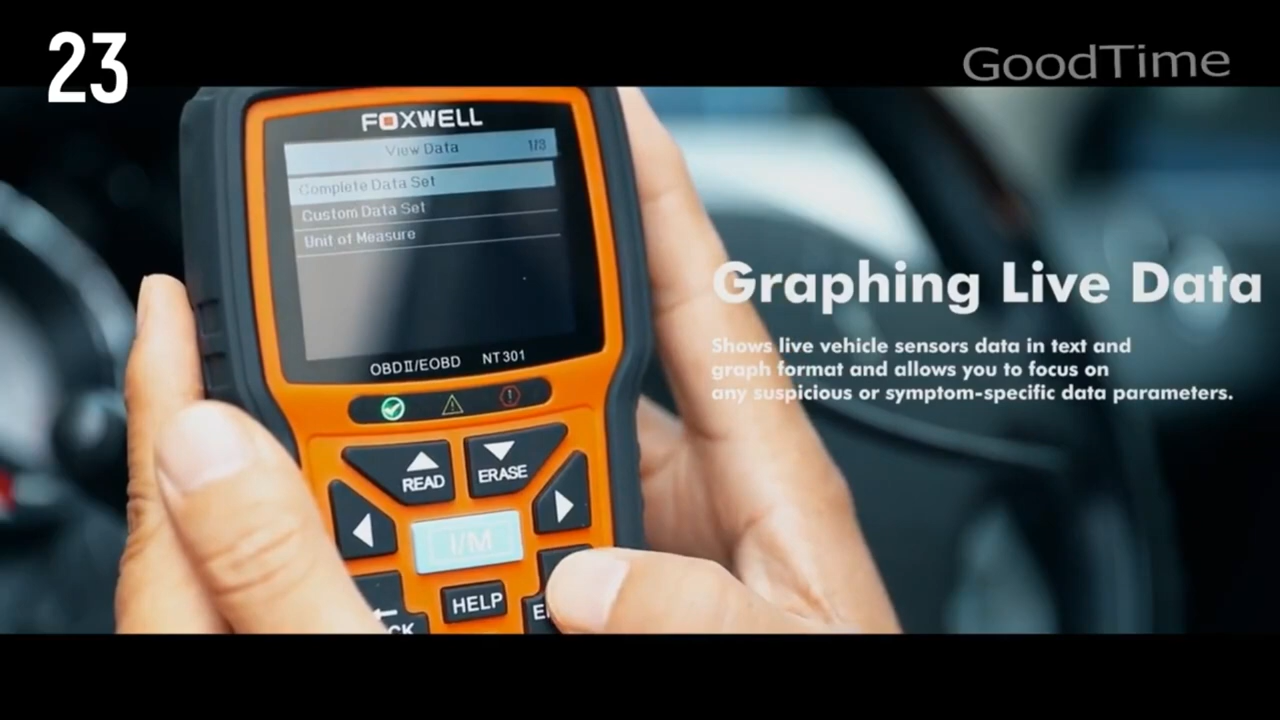 23
GoodTime
FOXWELL
View Data 1/3
Complete Data Set
Custom Data Set
Unit of Measure
OBDII/EOBD NT301
Graphing Live Data
Shows live vehicle sensors data in text and
graph format and allows you to focus on
any suspicious or symptom-specific data parameters.
READ
ERASE
I/M
HELP